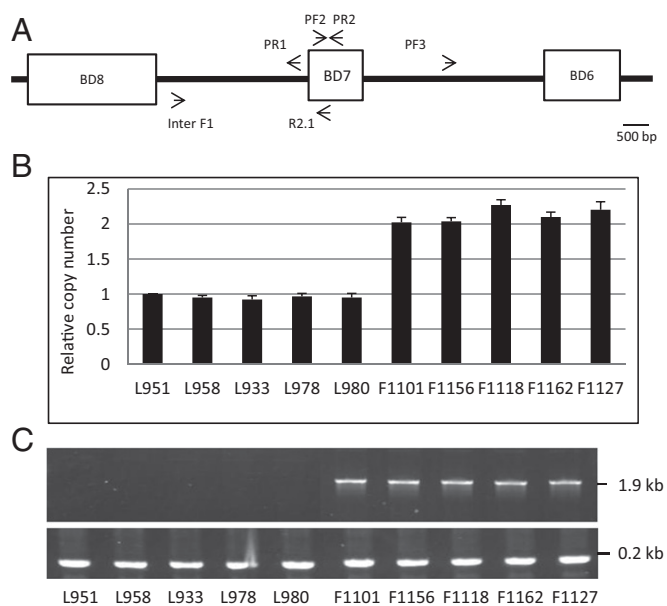 A
PF2 PR2
PR1 PF3
BD8 BD7 BD6
Inter F1 R2.1
500 bp
B
Relative copy number
2.5
2
1.5
1
0.5
0
L951 L958 L933 L978 L980 F1101 F1156 F1118 F1162 F1127
C
1.9 kb
0.2 kb
L951 L958 L933 L978 L980 F1101 F1156 F1118 F1162 F1127